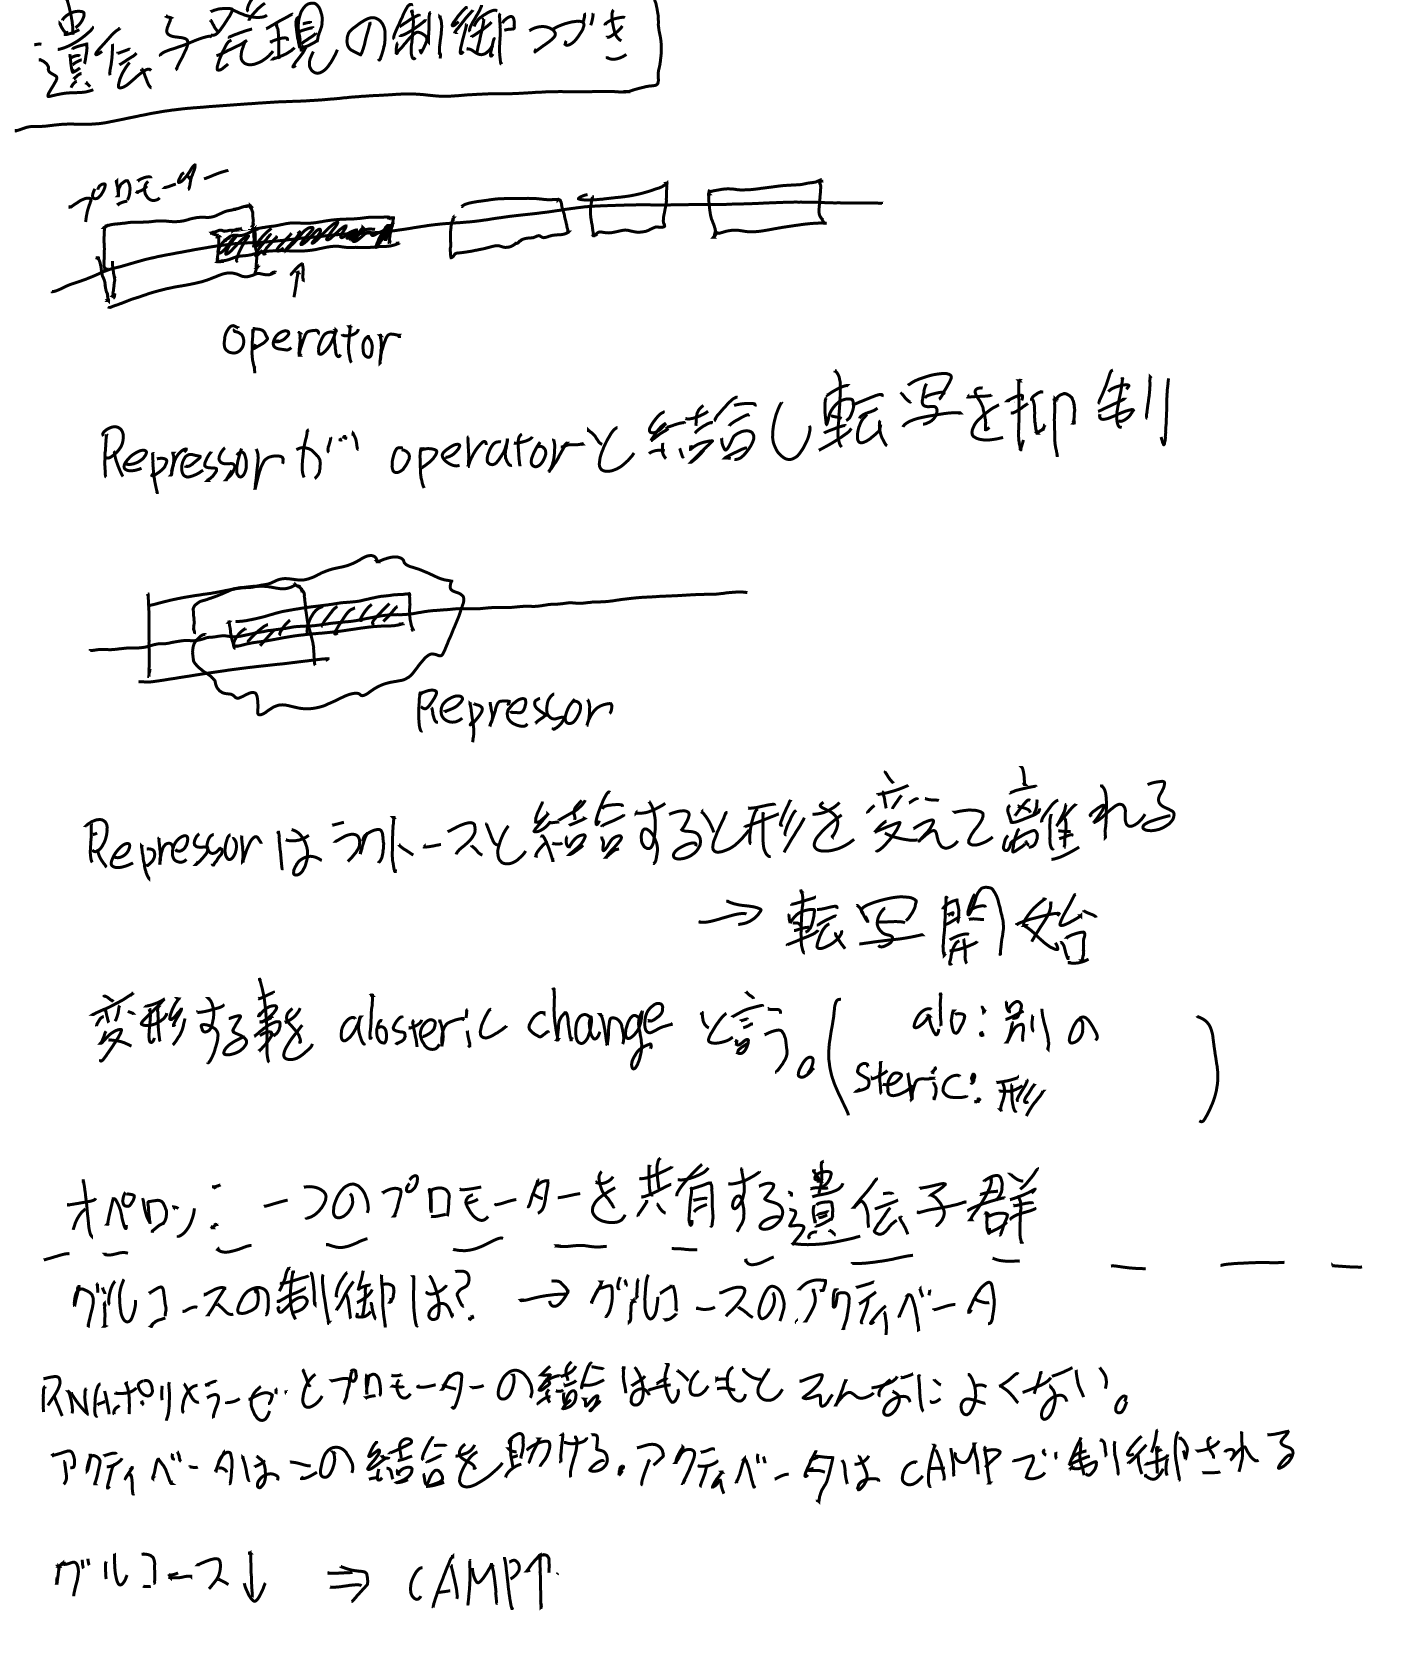 遺伝子発現の制御つづき
プロモーター
operator
Repressorが operatorと結合し転写を抑制
Repressor
Repressorはラクトースと結合すると形を変えて離れる
→転写開始
変形する事を alosteric change と言う。(alo:別の
steric:形)
オペロン:一つのプロモーターを共有する遺伝子群
グルコースの制御は? →グルコースのアクティベータ
RNAポリメラーゼとプロモーターの結合はもともとそんなによくない。
アクティベータはこの結合を助ける.アクティベータは cAMPで制御される
グルコース↓ ⇒ cAMP↑